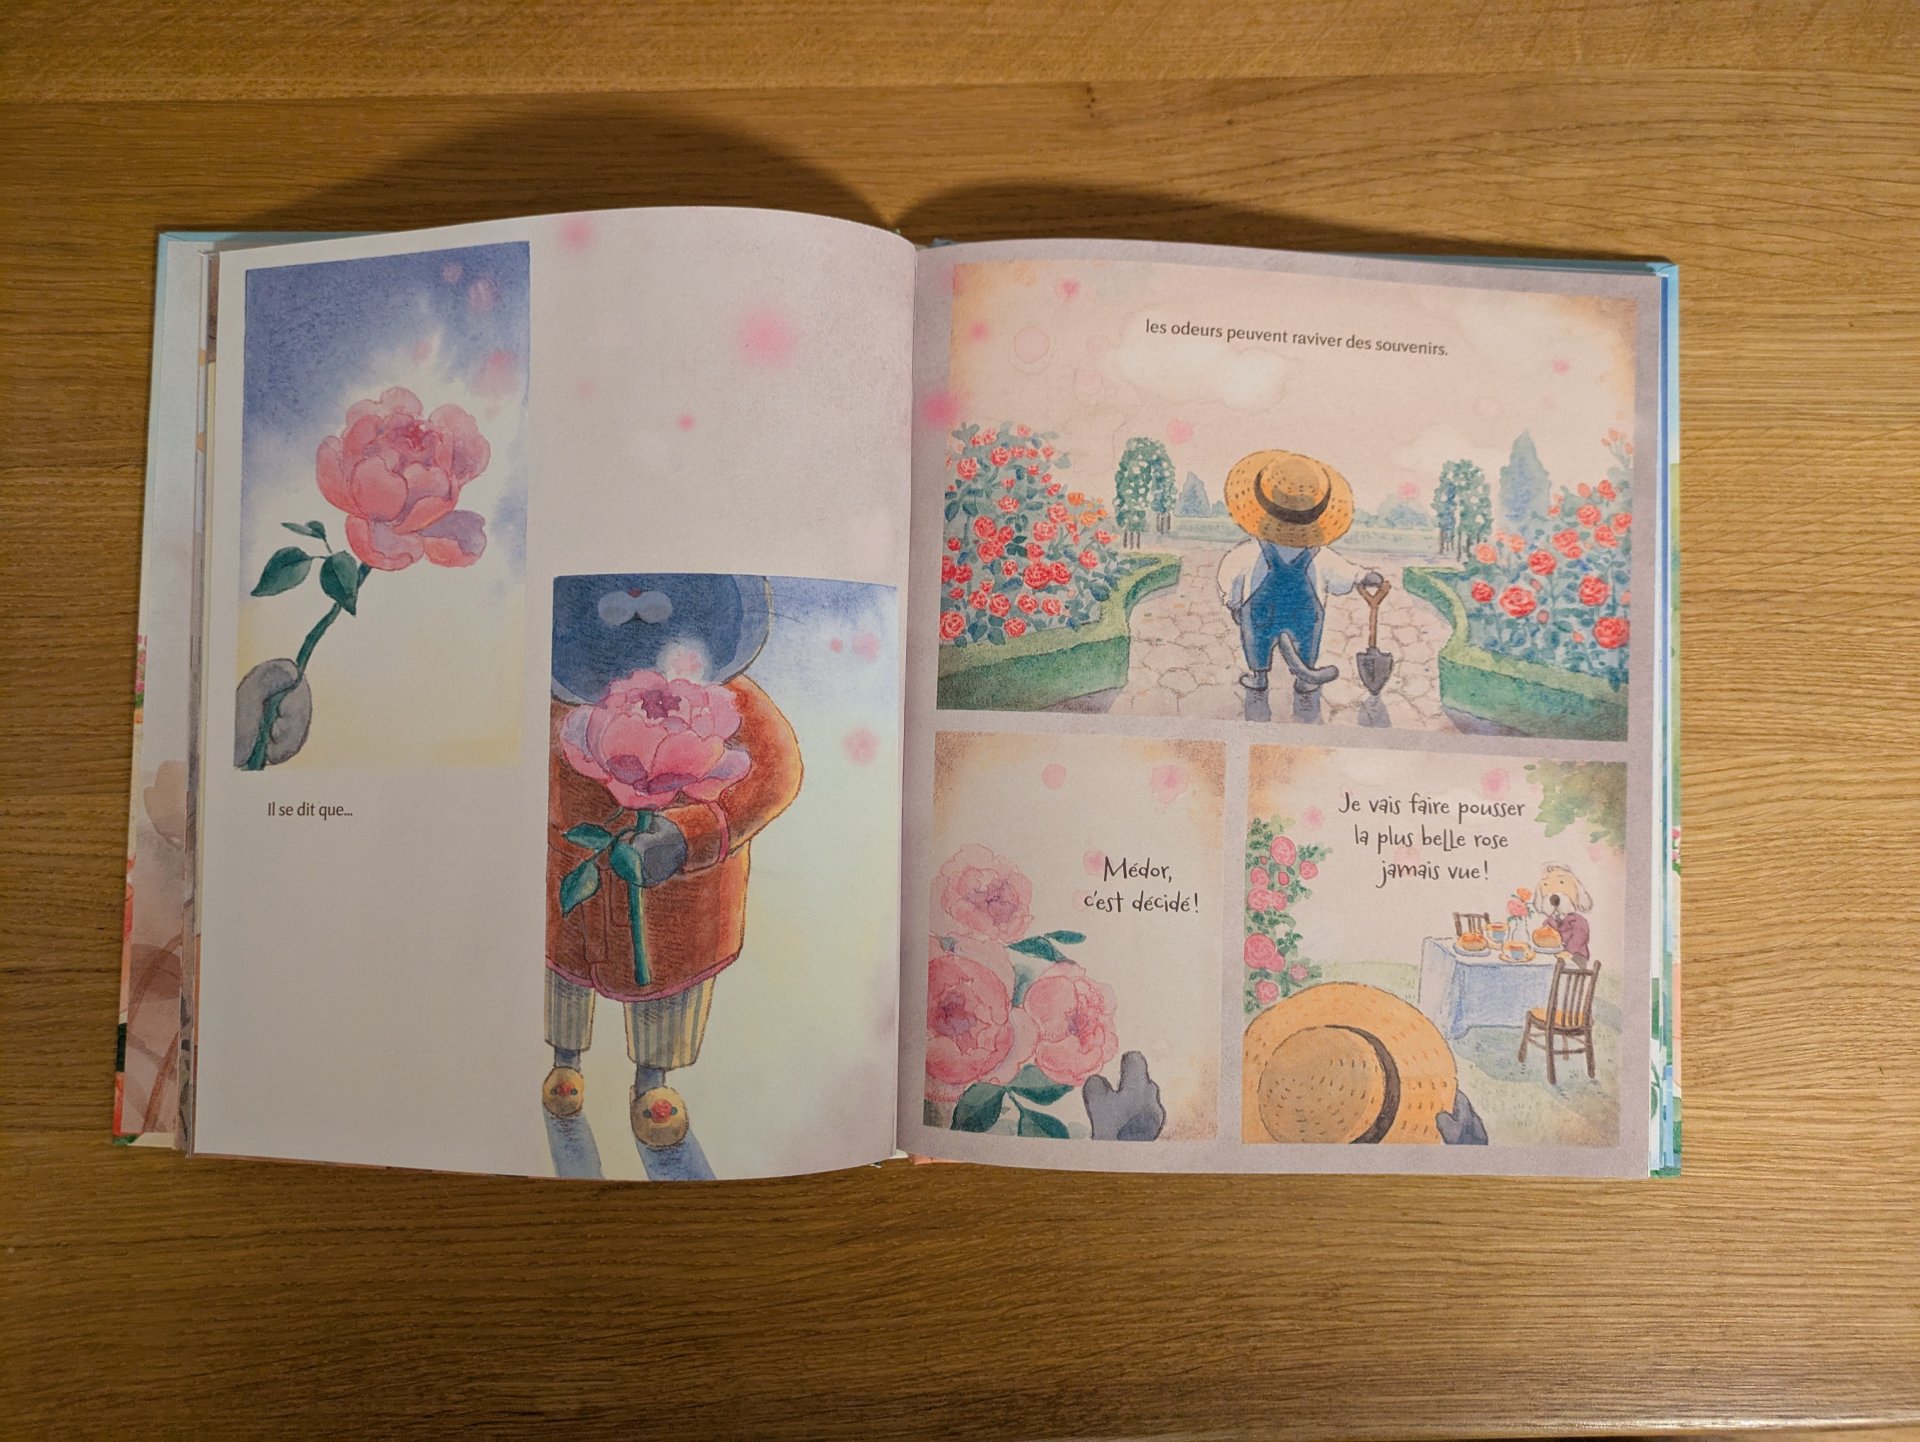 Il se dit que...
les odeurs peuvent raviver des souvenirs.
Médor,
c'est décidé!
Je vais faire pousser
la plus belle rose
jamais vue!